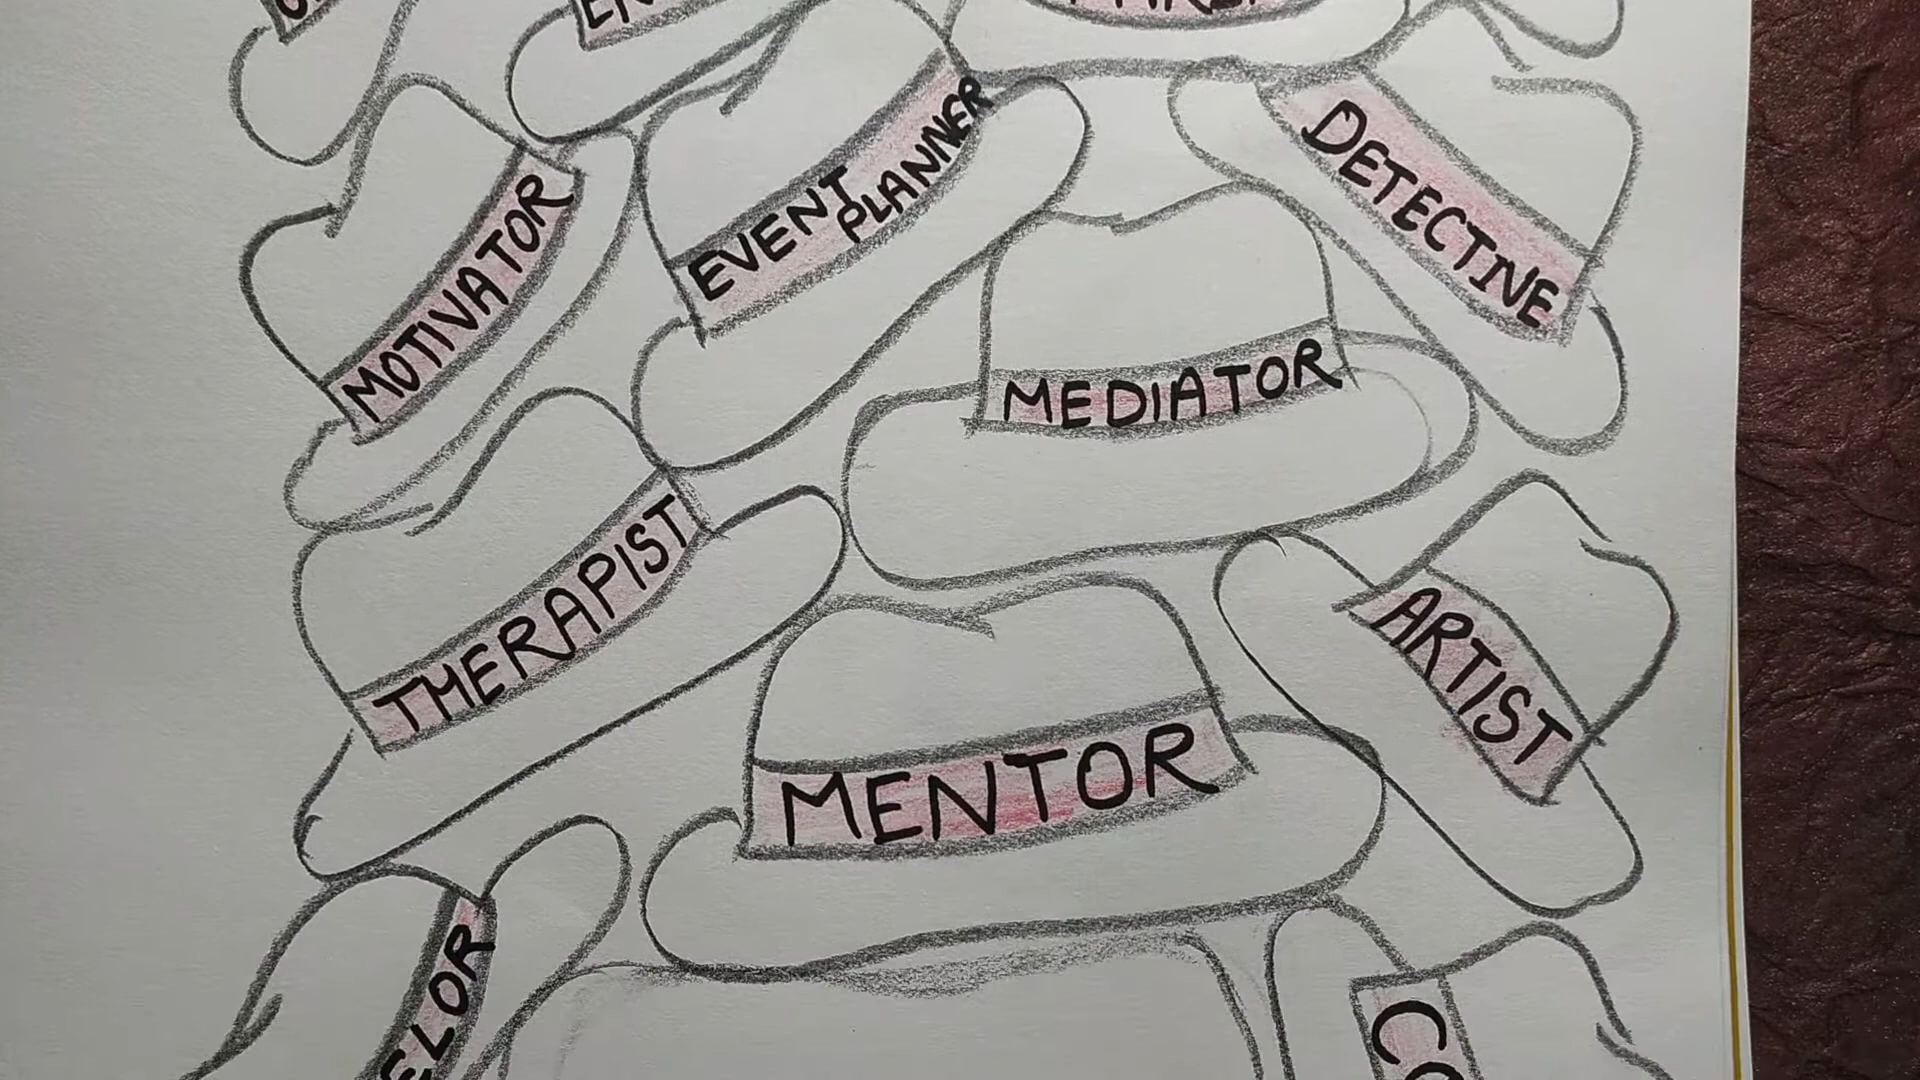 MOTIVATOR
EVENT
PLANNER
DETECTIVE
MEDIATOR
THERAPIST
ARTIST
MENTOR